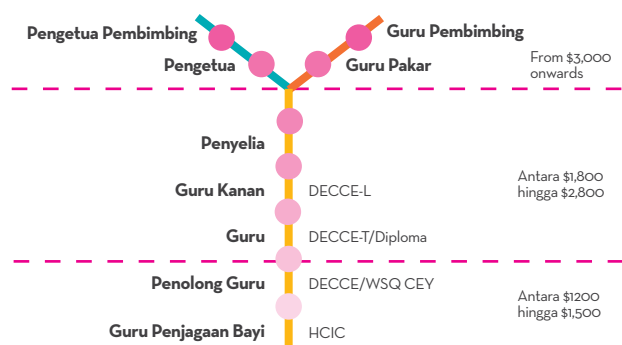 Pengetua Pembimbing
Guru Pembimbing
Pengetua
Guru Pakar
From $3,000
onwards
Penyelia
Antara $1,800
hingga $2,800
Guru Kanan
DECCE-L
Guru
DECCE-T/Diploma
Penolong Guru
DECCE/WSQ CEY
Antara $1200
hingga $1,500
Guru Penjagaan Bayi
HCIC